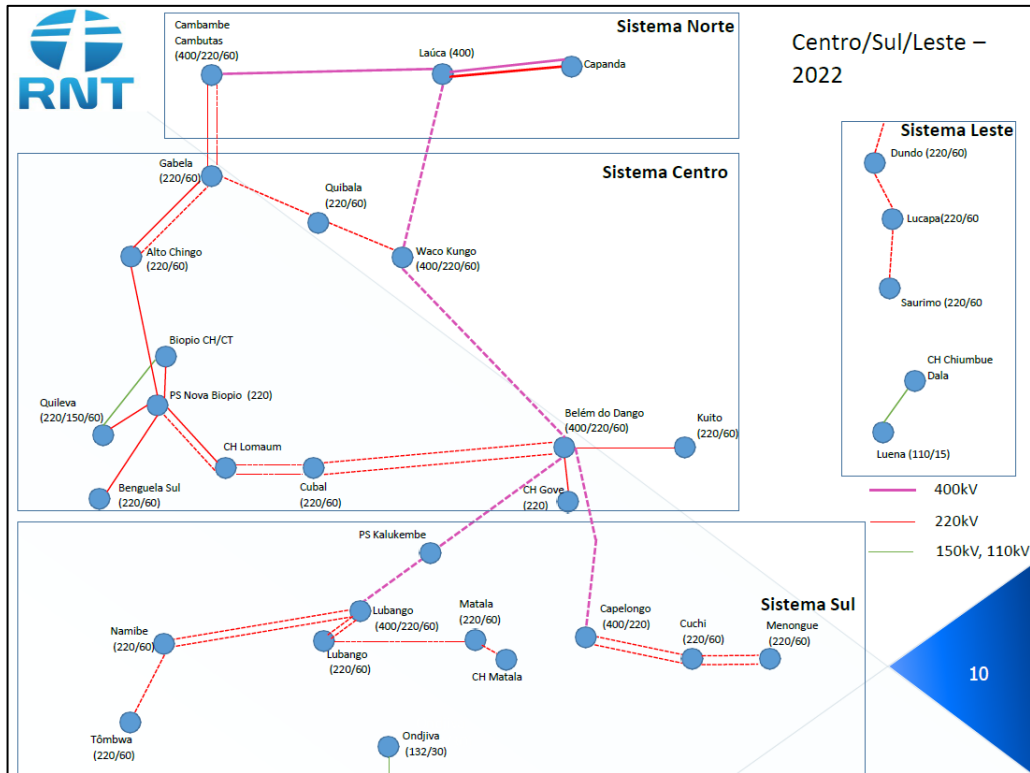 RNT
Sistema Norte
Cambambe
Cambutas
(400/220/60)
Laúca (400)
Capanda
Centro/Sul/Leste –
2022
Sistema Leste
Dundo (220/60)
Lucapa(220/60
Saurimo (220/60
CH Chiumbue
Dala
Luena (110/15)
Sistema Centro
Gabela
(220/60)
Quibala
(220/60)
Waco Kungo
(400/220/60)
Alto Chingo
(220/60)
Biopio CH/CT
PS Nova Biopio (220)
Quileva
(220/150/60)
CH Lomaum
Benguela Sul
(220/60)
Cubal
(220/60)
Belém do Dango
(400/220/60)
Kuito
(220/60)
CH Gove
(220)
400kV
220kV
150kV, 110kV
PS Kalukembe
Sistema Sul
Lubango
(400/220/60)
Namibe
(220/60)
Lubango
(220/60)
Matala
(220/60)
CH Matala
Capelongo
(400/220)
Cuchi
(220/60)
Menongue
(220/60)
Tômbwa
(220/60)
Ondjiva
(132/30)
10